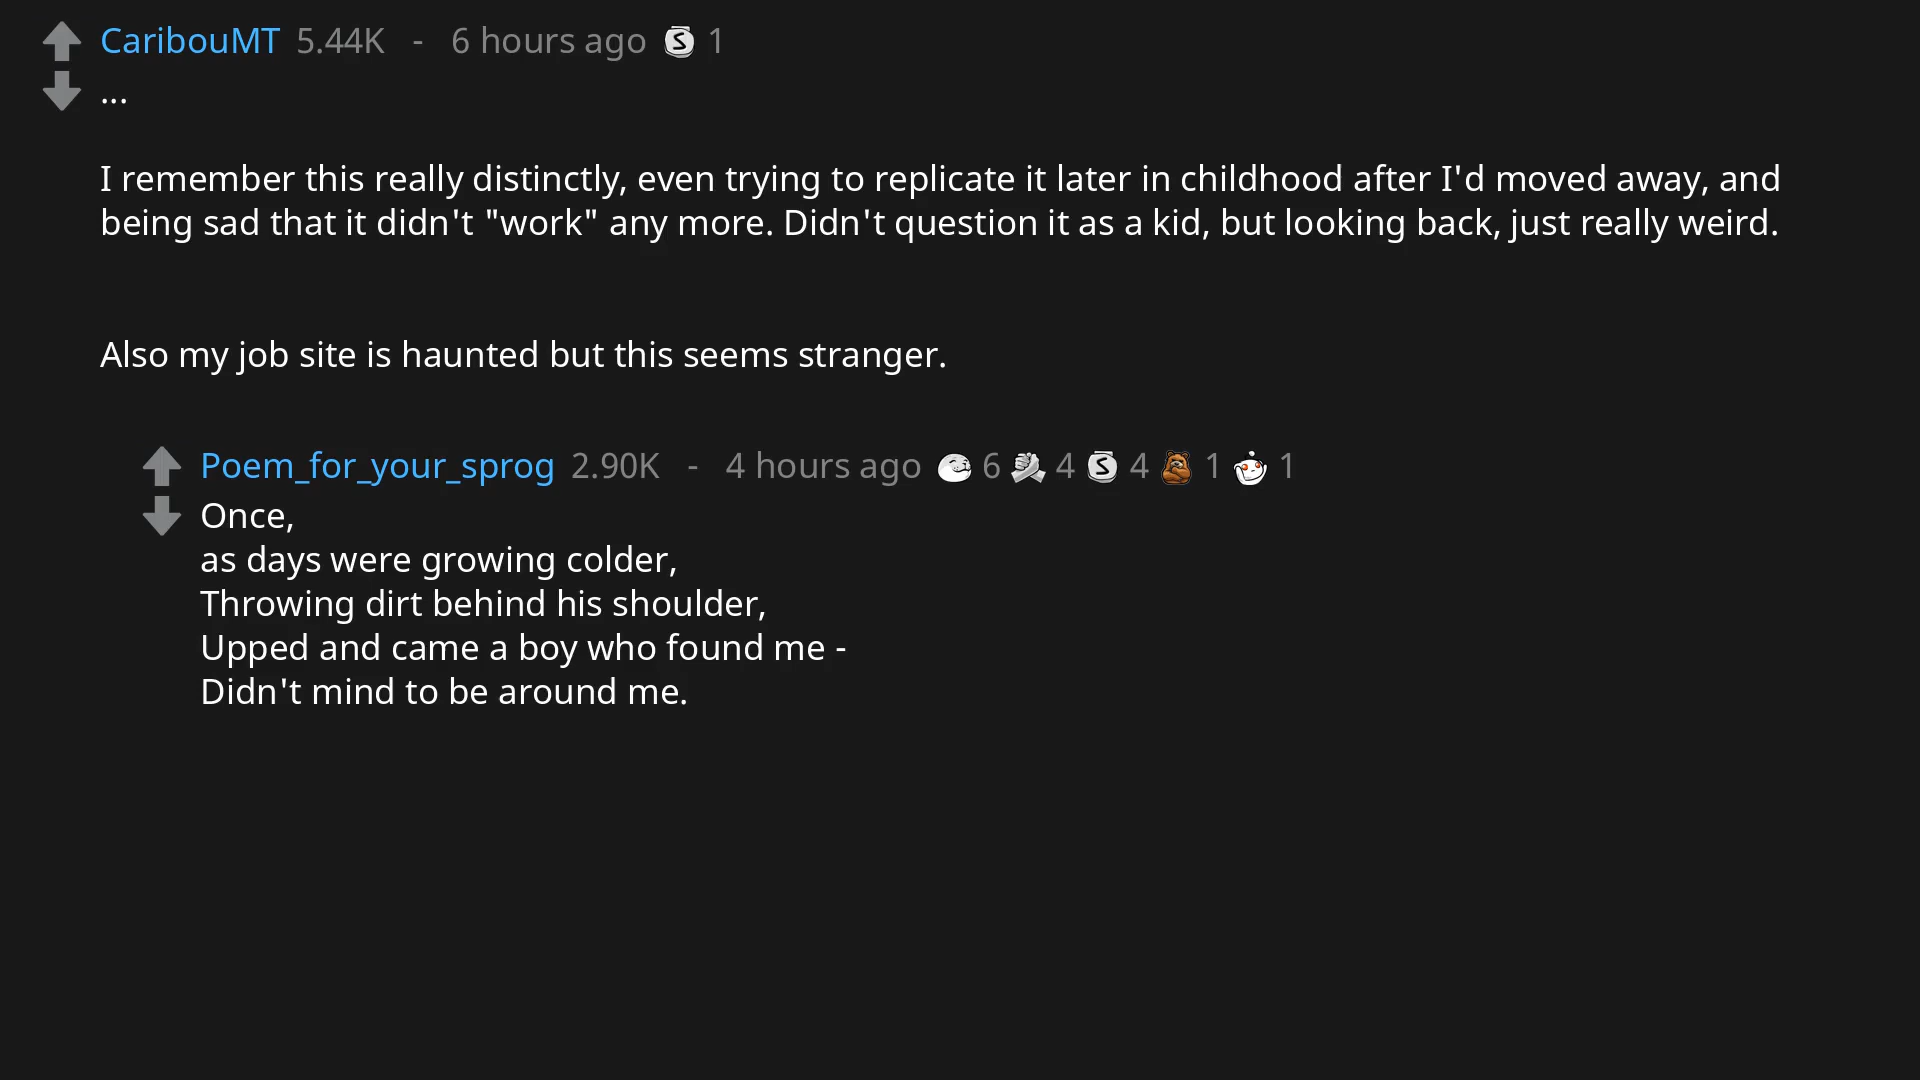 CaribouMT 5.44K - 6 hours ago S 1
...
I remember this really distinctly, even trying to replicate it later in childhood after I'd moved away, and
being sad that it didn't "work" any more. Didn't question it as a kid, but looking back, just really weird.
Also my job site is haunted but this seems stranger.
Poem_for_your_sprog 2.90K - 4 hours ago 6 4 S 4 1 1
Once,
as days were growing colder,
Throwing dirt behind his shoulder,
Upped and came a boy who found me -
Didn't mind to be around me.